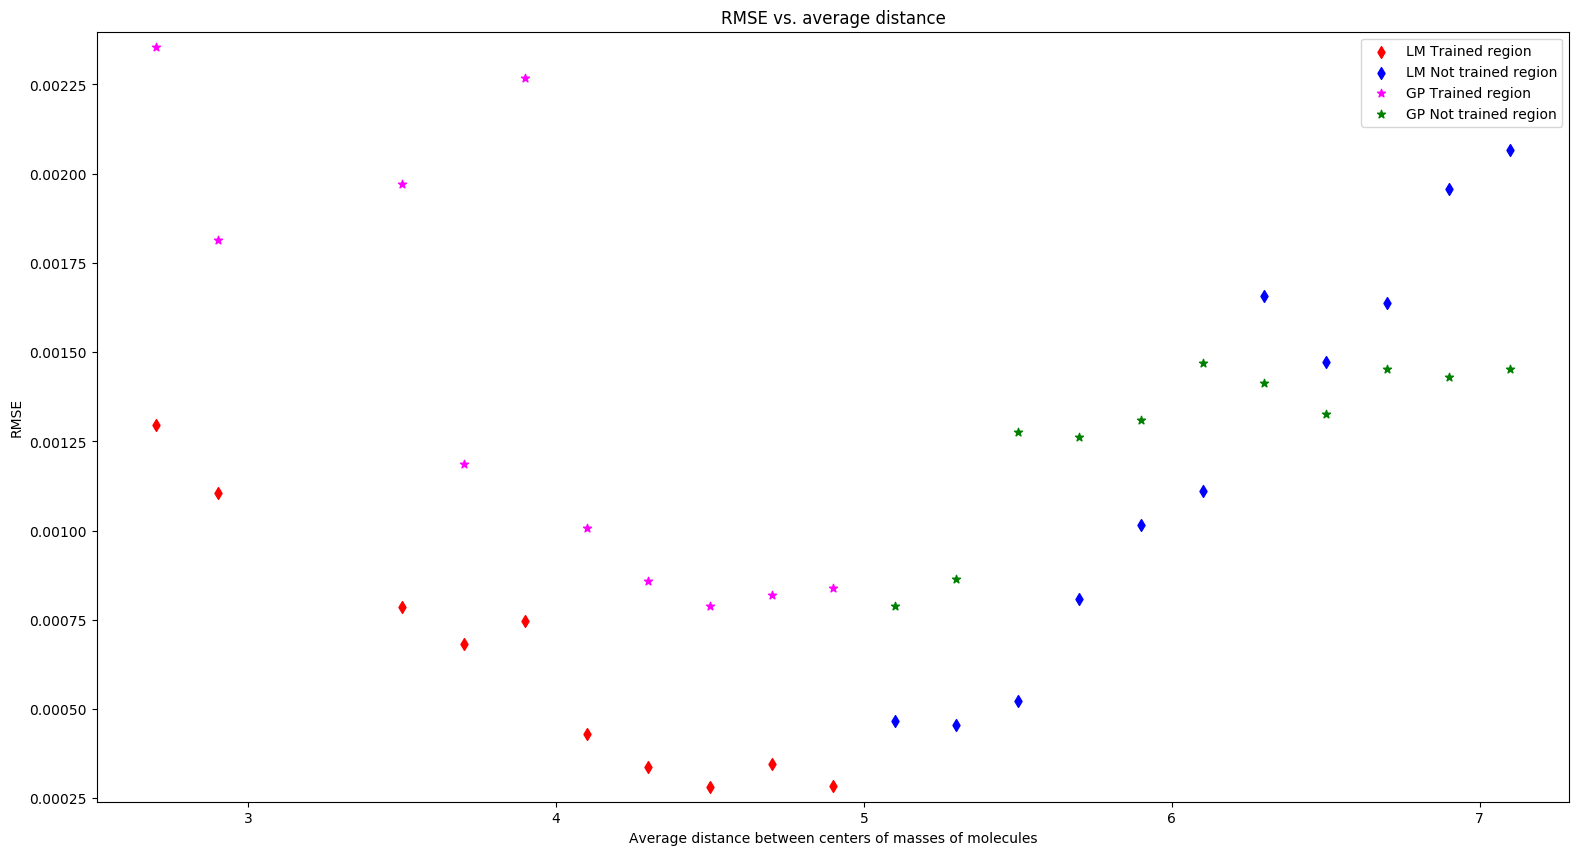 RMSE vs. average distance
LM Trained region
LM Not trained region
GP Trained region
GP Not trained region
0.00225
0.00200
0.00175
0.00150
0.00125
0.00100
0.00075
0.00050
0.00025
RMSE
3 4 5 6 7
Average distance between centers of masses of molecules